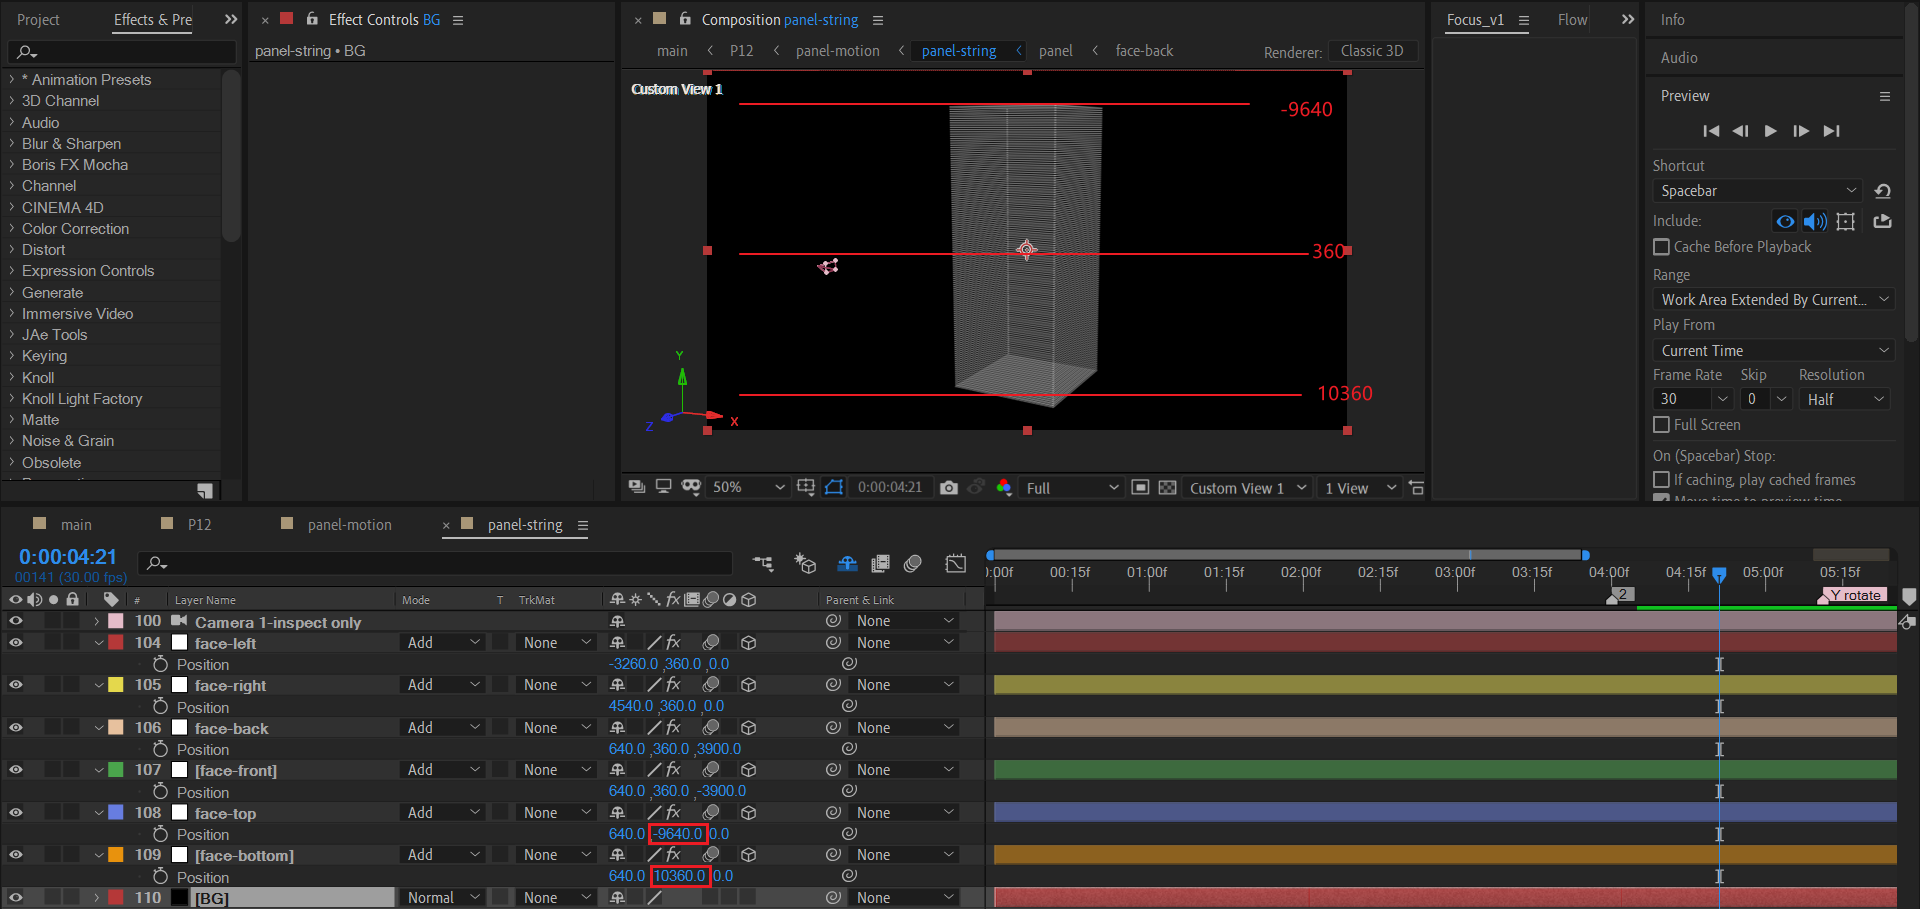 Project
Effects & Pre
Effect Controls BG
Composition panel-string
Focus_v1
Flow
Info
panel-string • BG
main
P12
panel-motion
panel-string
panel
face-back
Renderer:
Classic 3D
Audio
* Animation Presets
3D Channel
Audio
Blur & Sharpen
Boris FX Mocha
Channel
CINEMA 4D
Color Correction
Distort
Expression Controls
Generate
Immersive Video
JAe Tools
Keying
Knoll
Knoll Light Factory
Matte
Noise & Grain
Obsolete
Custom View 1
-9640
360
10360
Y
Z
X
50%
0:00:04:21
Full
Custom View 1
1 View
Preview
Shortcut
Spacebar
Include:
Cache Before Playback
Range
Work Area Extended By Current...
Play From
Current Time
Frame Rate
Skip
Resolution
30
0
Half
Full Screen
On (Spacebar) Stop:
If caching, play cached frames
Move time to preview time
main
P12
panel-motion
panel-string
0:00:04:21
00141 (30.00 fps)
):00f 00:15f 01:00f 01:15f 02:00f 02:15f 03:00f 03:15f 04:00f 04:15f 05:00f 05:15f
2
Y rotate
# Layer Name Mode T TrkMat fx Parent & Link
100 Camera 1-inspect only None
104 face-left Add None fx None
Position -3260.0 ,360.0 ,0.0
105 face-right Add None fx None
Position 4540.0 ,360.0 ,0.0
106 face-back Add None fx None
Position 640.0 ,360.0 ,3900.0
107 [face-front] Add None fx None
Position 640.0 ,360.0 ,-3900.0
108 face-top Add None fx None
Position 640.0 -9640.0 0.0
109 [face-bottom] Add None fx None
Position 640.0 10360.0 0.0
110 [BG] Normal None None